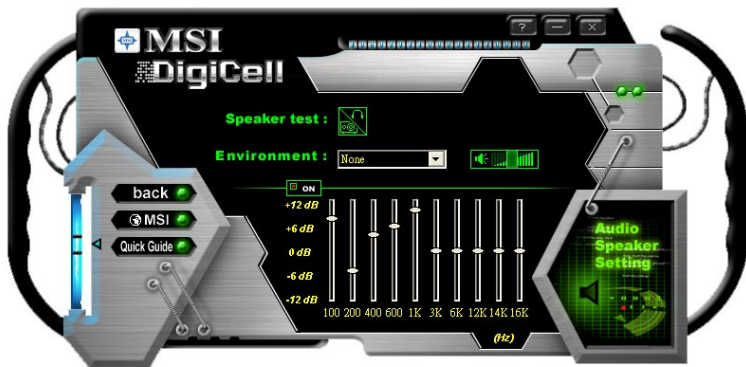 ? — X
MSI
DigiCell
Speaker test :
Environment : None
ON
back
MSI
Quick Guide
+12 dB
+6 dB
0 dB
-6 dB
-12 dB
100 200 400 600 1K 3K 6K 12K 14K 16K
(Hz)
Audio
Speaker
Setting